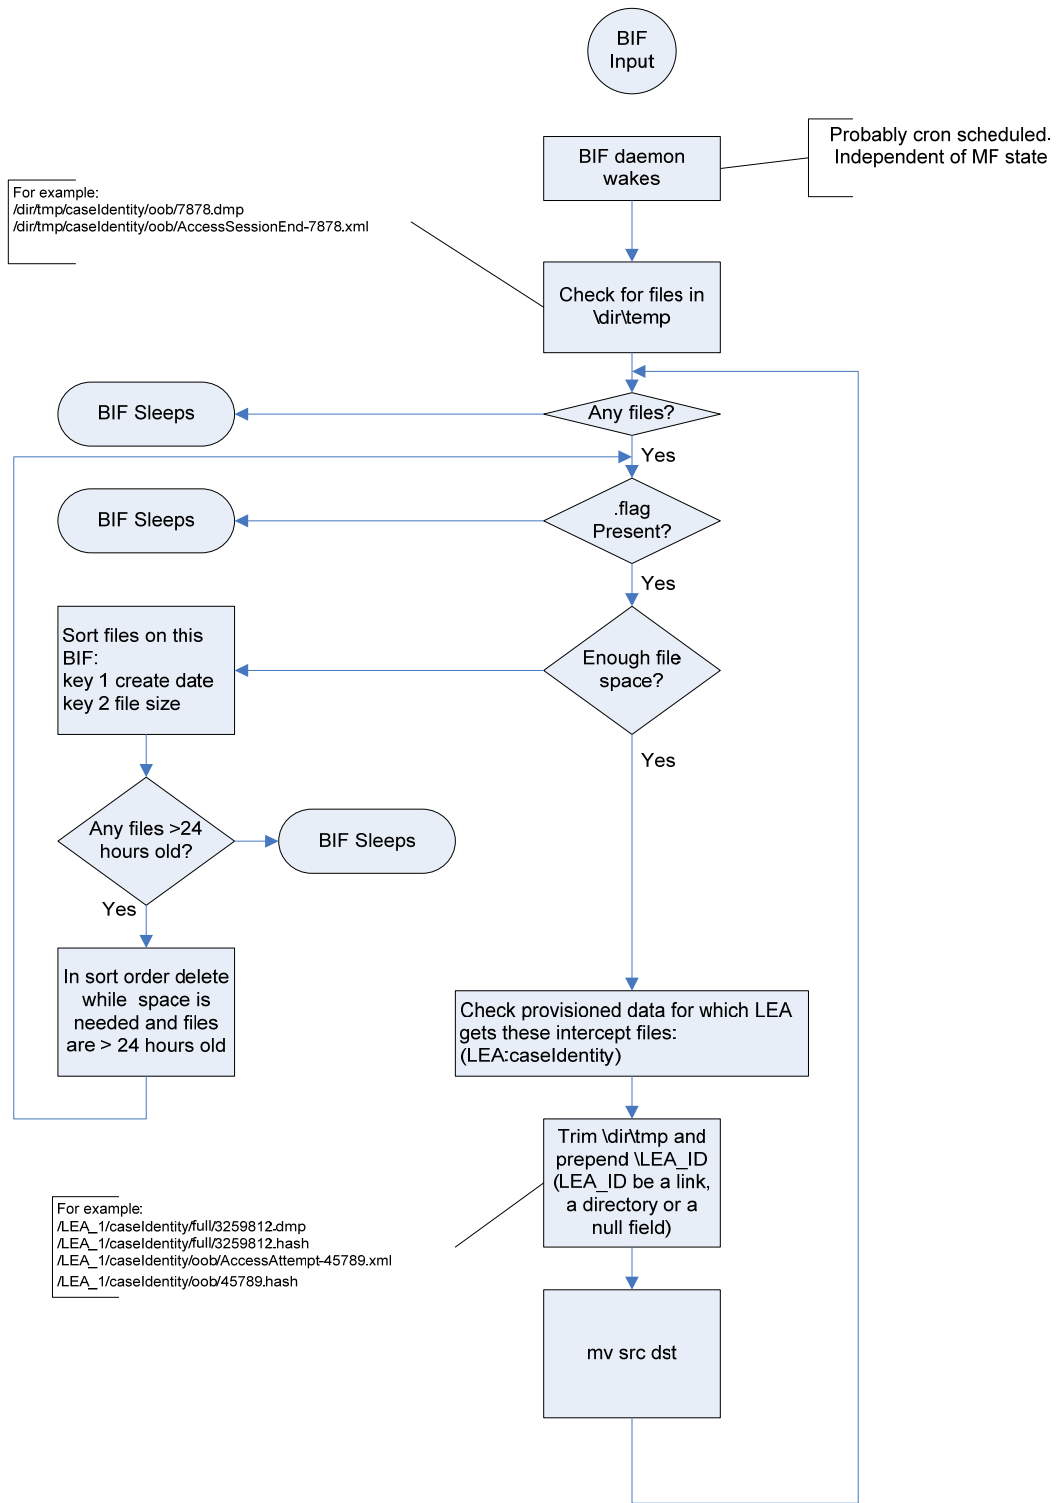 BIF
Input
Probably cron scheduled.
Independent of MF state
BIF daemon
wakes
For example:
/dir/tmp/caseIdentity/oob/7878.dmp
/dir/tmp/caseIdentity/oob/AccessSessionEnd-7878.xml
Check for files in
\dir\temp
BIF Sleeps
Any files?
Yes
BIF Sleeps
.flag
Present?
Yes
Sort files on this
BIF:
key 1 create date
key 2 file size
Enough file
space?
Yes
Any files >24
hours old?
BIF Sleeps
Yes
In sort order delete
while space is
needed and files
are > 24 hours old
Check provisioned data for which LEA
gets these intercept files:
(LEA:caseIdentity)
Trim \dir\tmp and
prepend \LEA_ID
(LEA_ID be a link,
a directory or a
null field)
For example:
/LEA_1/caseIdentity/full/3259812.dmp
/LEA_1/caseIdentity/full/3259812.hash
/LEA_1/caseIdentity/oob/AccessAttempt-45789.xml
/LEA_1/caseIdentity/oob/45789.hash
mv src dst